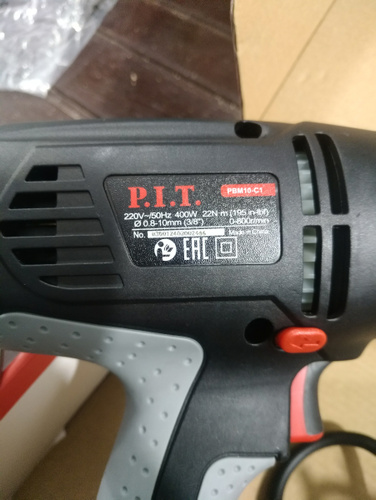 P.I.T.
PBM10-C1
220V~/50Hz 400W 22N·m (195 in-lbf)
Ø 0.8-10mm (3/8") 0-800r/min
No. Made in China
EAC